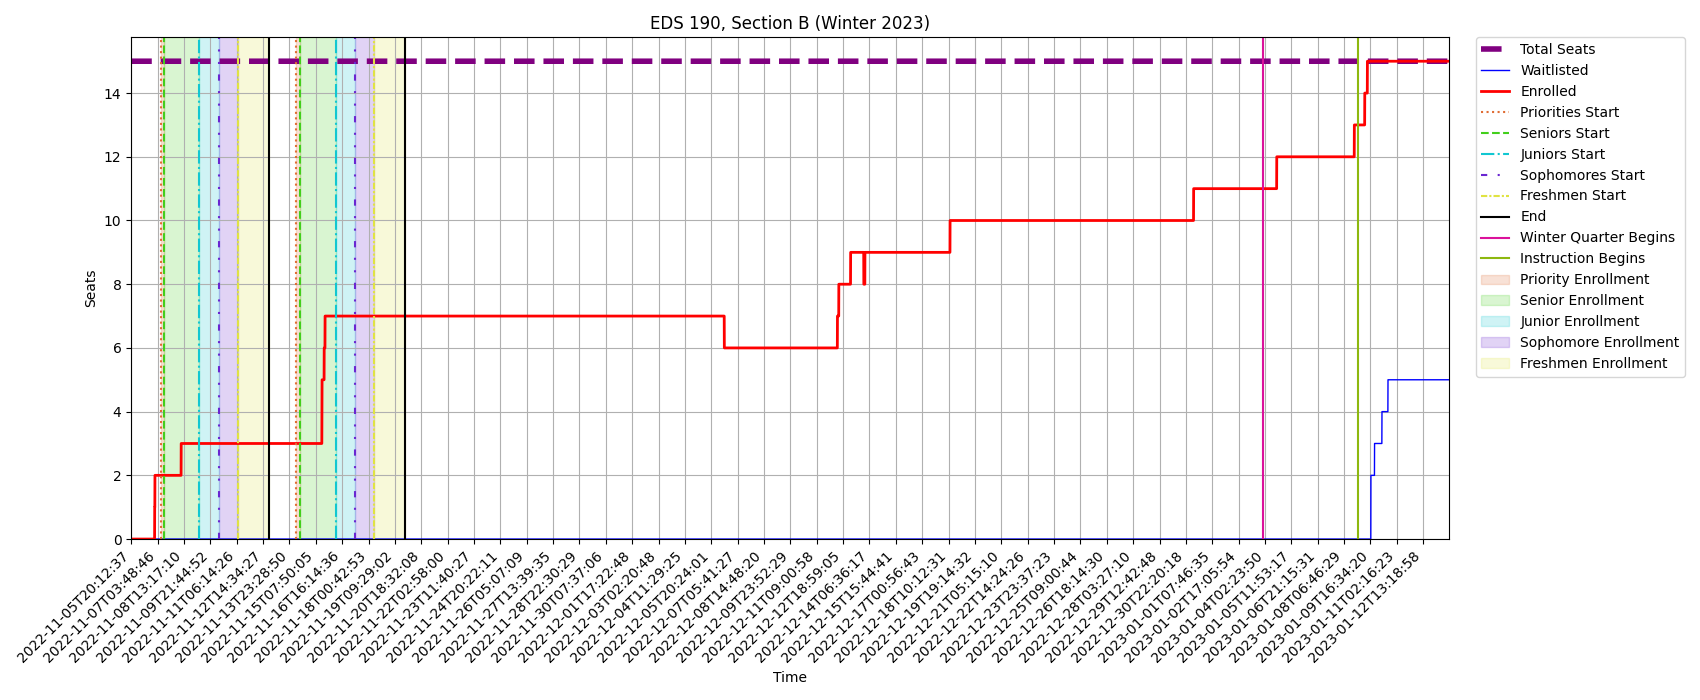 EDS 190, Section B (Winter 2023)
Seats
14
12
10
8
6
4
2
0
2022-11-05T20:12:37
2022-11-07T03:48:46
2022-11-08T13:17:10
2022-11-09T21:44:52
2022-11-11T06:14:26
2022-11-12T14:34:27
2022-11-13T23:28:50
2022-11-15T07:50:05
2022-11-16T16:14:36
2022-11-18T00:42:53
2022-11-19T09:29:02
2022-11-20T18:32:08
2022-11-22T02:58:00
2022-11-23T11:40:27
2022-11-24T20:22:11
2022-11-26T05:07:09
2022-11-27T13:39:35
2022-11-28T22:30:29
2022-11-30T07:37:06
2022-12-01T17:22:48
2022-12-03T02:20:48
2022-12-04T11:29:25
2022-12-05T20:24:01
2022-12-07T05:41:27
2022-12-08T14:48:20
2022-12-09T23:52:29
2022-12-11T09:00:58
2022-12-12T18:59:05
2022-12-14T06:36:17
2022-12-15T15:44:41
2022-12-17T00:56:43
2022-12-18T10:12:31
2022-12-19T19:14:32
2022-12-21T05:15:10
2022-12-22T14:24:26
2022-12-23T23:37:23
2022-12-25T09:00:44
2022-12-26T18:14:30
2022-12-28T03:27:10
2022-12-29T12:42:48
2022-12-30T22:20:18
2023-01-01T07:46:35
2023-01-02T17:05:54
2023-01-04T02:23:50
2023-01-05T11:53:17
2023-01-06T21:15:31
2023-01-08T06:46:29
2023-01-09T16:34:20
2023-01-11T02:16:23
2023-01-12T13:18:58
Time
Total Seats
Waitlisted
Enrolled
Priorities Start
Seniors Start
Juniors Start
Sophomores Start
Freshmen Start
End
Winter Quarter Begins
Instruction Begins
Priority Enrollment
Senior Enrollment
Junior Enrollment
Sophomore Enrollment
Freshmen Enrollment